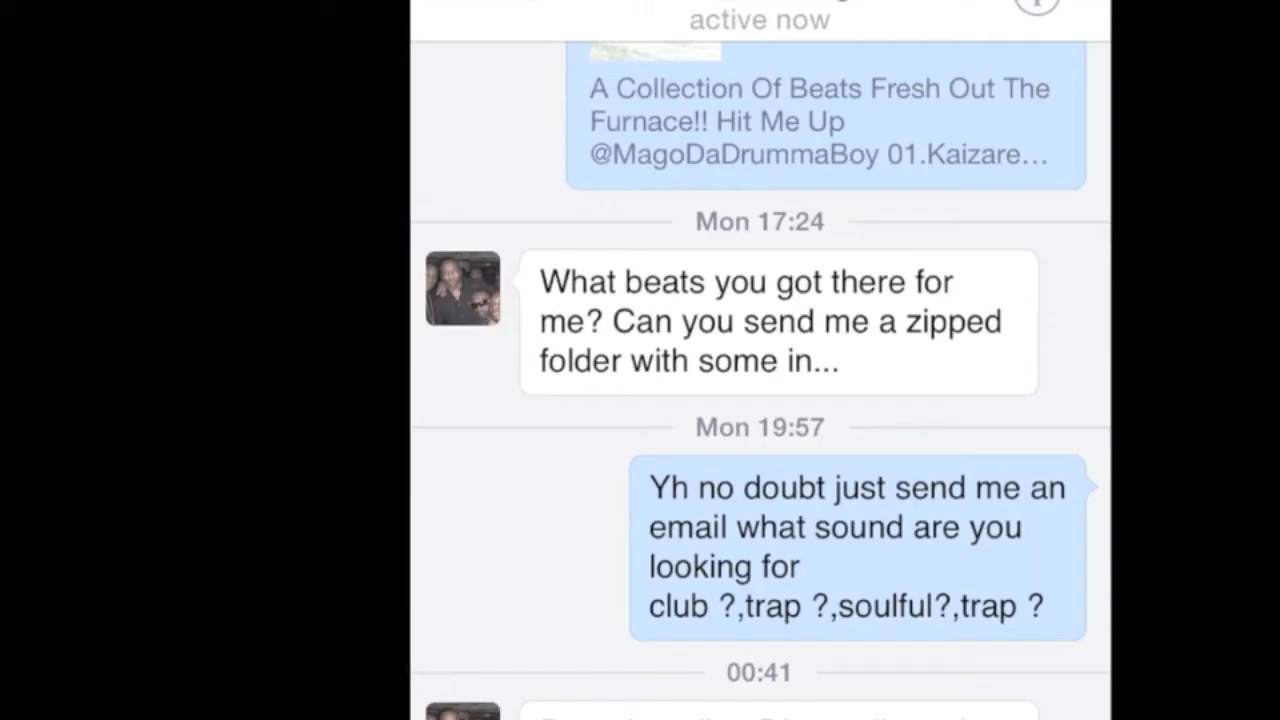 active now
A Collection Of Beats Fresh Out The
Furnace!! Hit Me Up
@MagoDaDrummaBoy 01.Kaizare...
Mon 17:24
What beats you got there for
me? Can you send me a zipped
folder with some in...
Mon 19:57
Yh no doubt just send me an
email what sound are you
looking for
club ?,trap ?,soulful?,trap ?
00:41